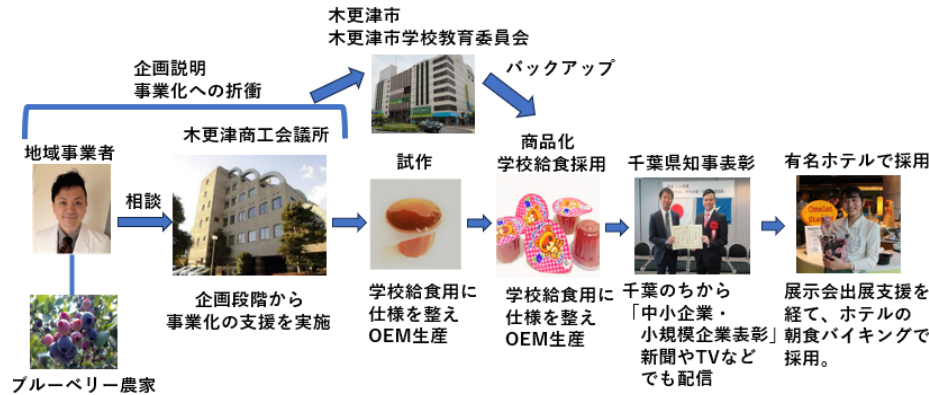 木更津市
木更津市学校教育委員会
企画説明
事業化への折衝
バックアップ
木更津商工会議所
地域事業者
相談
試作
商品化
学校給食採用
千葉県知事表彰
有名ホテルで採用
Omelet
企画段階から
事業化の支援を実施
学校給食用に
仕様を整え
OEM生産
学校給食用に
仕様を整え
OEM生産
千葉のちから
「中小企業・
小規模企業表彰」
新聞やTVなど
でも配信
展示会出展支援を
経て、ホテルの
朝食バイキングで
採用。
ブルーベリー農家